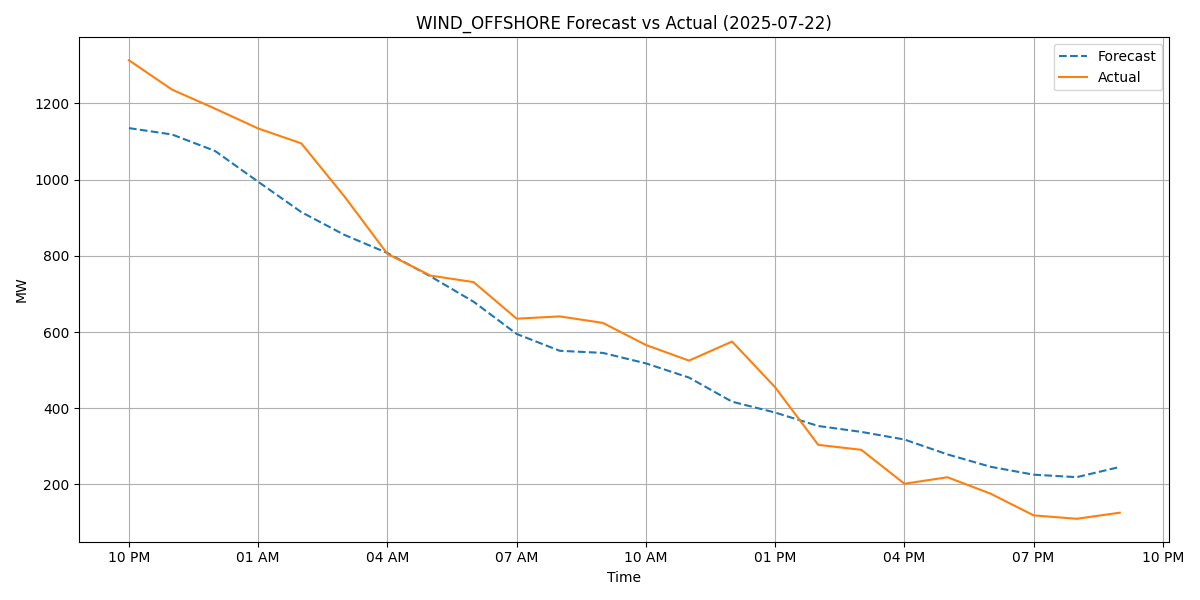 WIND_OFFSHORE Forecast vs Actual (2025-07-22)
Forecast
Actual
MW
1200
1000
800
600
400
200
10 PM
01 AM
04 AM
07 AM
10 AM
01 PM
04 PM
07 PM
10 PM
Time